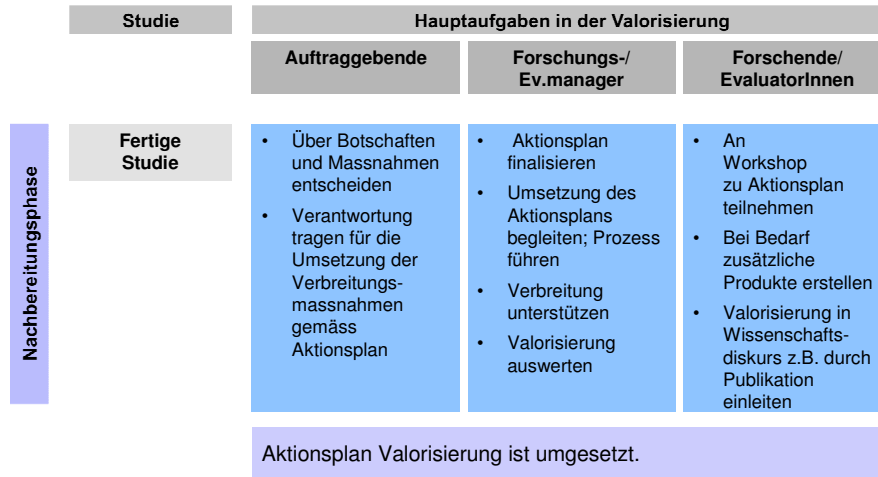 Studie
Hauptaufgaben in der Valorisierung
Auftraggebende
Forschungs-/
Ev.manager
Forschende/
EvaluatorInnen
Nachbereitungsphase
Fertige
Studie
• Über Botschaften
und Massnahmen
entscheiden
• Verantwortung
tragen für die
Umsetzung der
Verbreitungs-
massnahmen
gemäss
Aktionsplan
• Aktionsplan
finalisieren
• Umsetzung des
Aktionsplans
begleiten; Prozess
führen
• Verbreitung
unterstützen
• Valorisierung
auswerten
• An
Workshop
zu Aktionsplan
teilnehmen
• Bei Bedarf
zusätzliche
Produkte erstellen
• Valorisierung in
Wissenschafts-
diskurs z.B. durch
Publikation
einleiten
Aktionsplan Valorisierung ist umgesetzt.